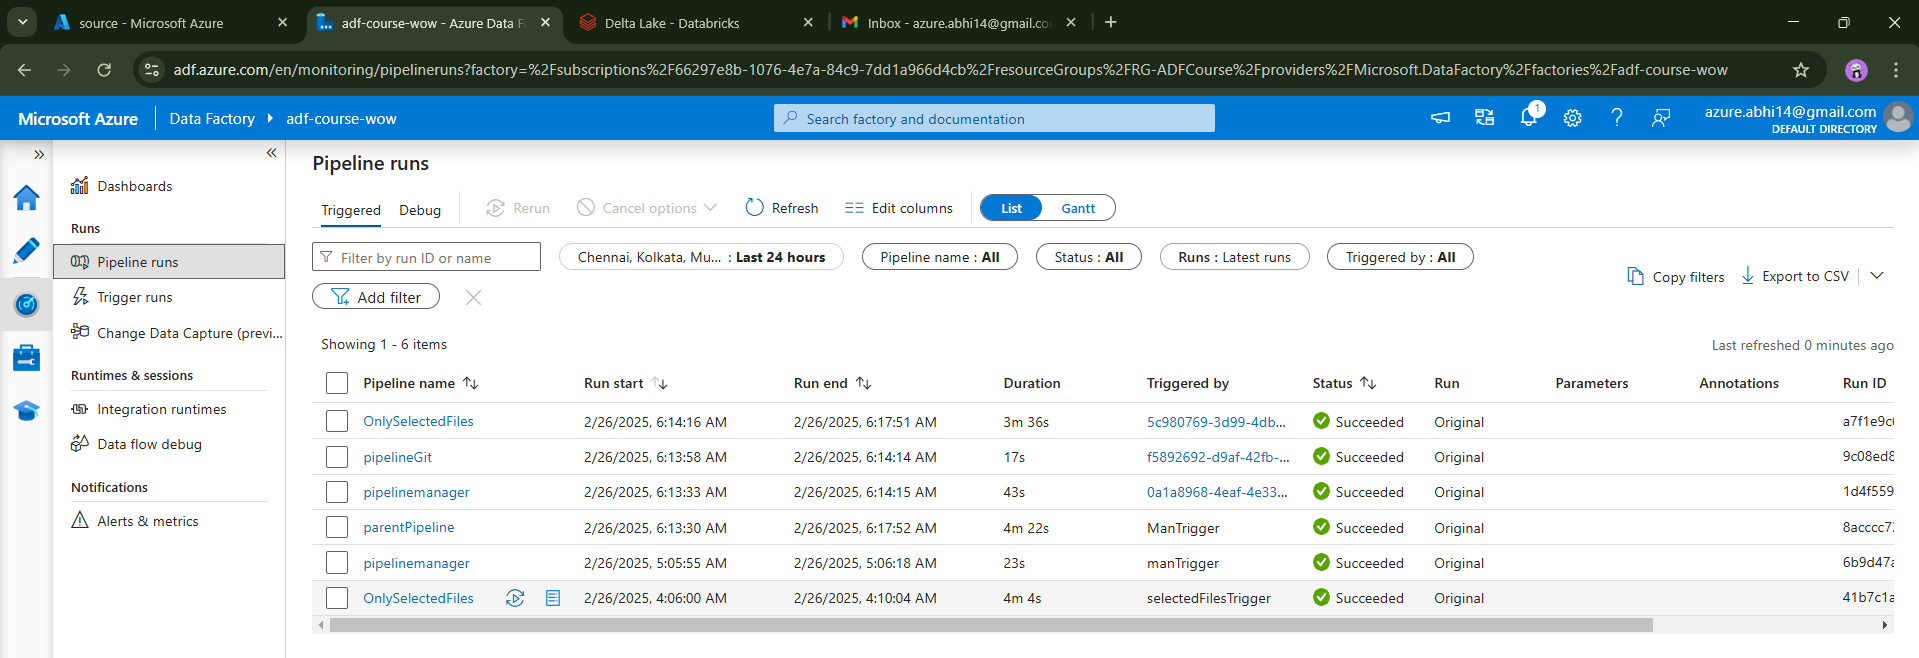 source - Microsoft Azure
adf-course-wow - Azure Data F
Delta Lake - Databricks
Inbox - azure.abhi14@gmail.co
adf.azure.com/en/monitoring/pipelineruns?factory=%2Fsubscriptions%2F66297e8b-1076-4e7a-84c9-7dd1a966d4cb%2FresourceGroups%2FRG-ADFCourse%2Fproviders%2FMicrosoft.DataFactory%2Ffactories%2Fadf-course-wow
Microsoft Azure
Data Factory
adf-course-wow
Search factory and documentation
1
azure.abhi14@gmail.com
DEFAULT DIRECTORY
Dashboards
Runs
Pipeline runs
Trigger runs
Change Data Capture (previ...
Runtimes & sessions
Integration runtimes
Data flow debug
Notifications
Alerts & metrics
Pipeline runs
Triggered Debug Rerun Cancel options Refresh Edit columns List Gantt
Filter by run ID or name
Chennai, Kolkata, Mu... : Last 24 hours
Pipeline name : All
Status : All
Runs : Latest runs
Triggered by : All
Add filter
Copy filters
Export to CSV
Showing 1 - 6 items
Last refreshed 0 minutes ago
Pipeline name Run start Run end Duration Triggered by Status Run Parameters Annotations Run ID
OnlySelectedFiles 2/26/2025, 6:14:16 AM 2/26/2025, 6:17:51 AM 3m 36s 5c980769-3d99-4db... Succeeded Original a7f1e9c
pipelineGit 2/26/2025, 6:13:58 AM 2/26/2025, 6:14:14 AM 17s f5892692-d9af-42fb-... Succeeded Original 9c08ed8
pipelinemanager 2/26/2025, 6:13:33 AM 2/26/2025, 6:14:15 AM 43s 0a1a8968-4eaf-4e33... Succeeded Original 1d4f559
parentPipeline 2/26/2025, 6:13:30 AM 2/26/2025, 6:17:52 AM 4m 22s ManTrigger Succeeded Original 8acccc7
pipelinemanager 2/26/2025, 5:05:55 AM 2/26/2025, 5:06:18 AM 23s manTrigger Succeeded Original 6b9d47
OnlySelectedFiles 2/26/2025, 4:06:00 AM 2/26/2025, 4:10:04 AM 4m 4s selectedFilesTrigger Succeeded Original 41b7c1